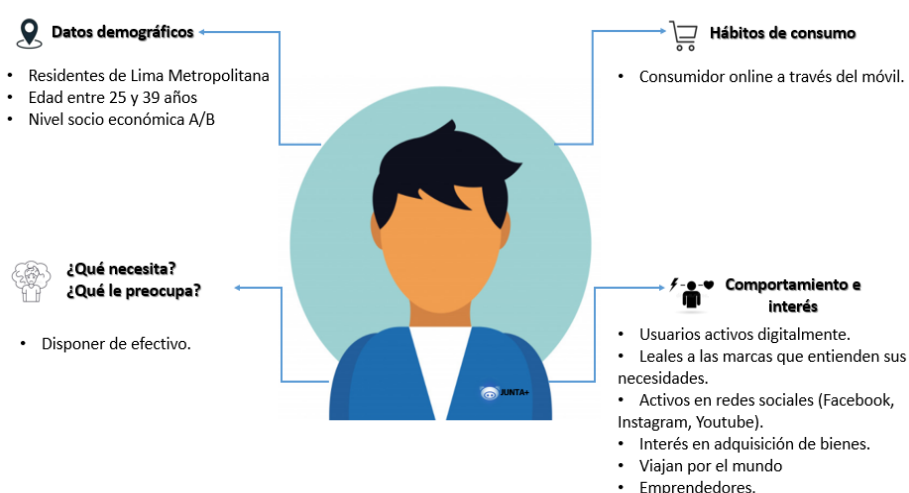 Datos demográficos
• Residentes de Lima Metropolitana
• Edad entre 25 y 39 años
• Nivel socio económica A/B
Hábitos de consumo
• Consumidor online a través del móvil.
¿Qué necesita?
¿Qué le preocupa?
• Disponer de efectivo.
JUNTA+
Comportamiento e
interés
• Usuarios activos digitalmente.
• Leales a las marcas que entienden sus
necesidades.
• Activos en redes sociales (Facebook,
Instagram, Youtube).
• Interés en adquisición de bienes.
• Viajan por el mundo
• Emprendedores.